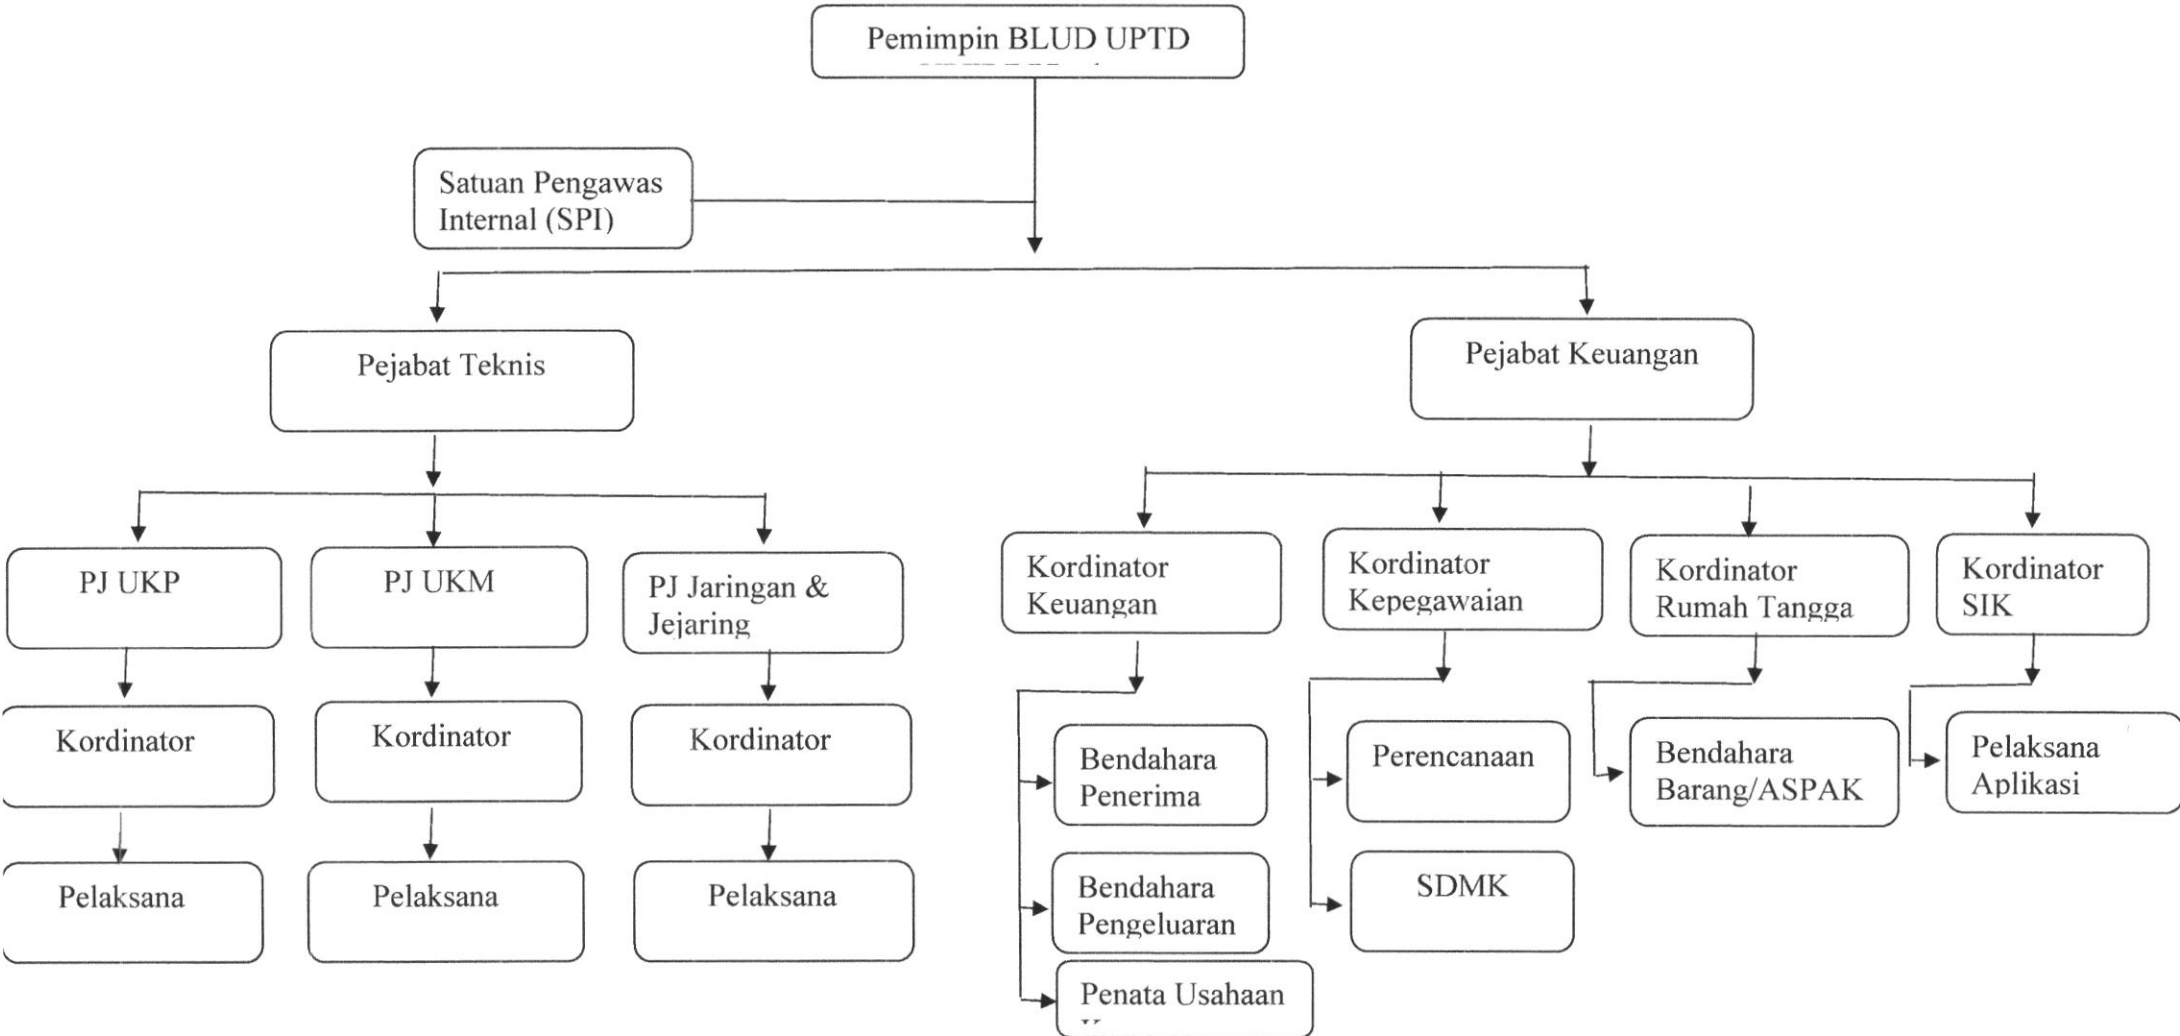 Pemimpin BLUD UPTD
Satuan Pengawas
Internal (SPI)
Pejabat Teknis
Pejabat Keuangan
PJ UKP
PJ UKM
PJ Jaringan &
Jejaring
Kordinator
Keuangan
Kordinator
Kepegawaian
Kordinator
Rumah Tangga
Kordinator
SIK
Kordinator
Kordinator
Kordinator
Bendahara
Penerima
Perencanaan
Bendahara
Barang/ASPAK
Pelaksana
Aplikasi
Pelaksana
Pelaksana
Pelaksana
Bendahara
Pengeluaran
SDMK
Penata Usahaan